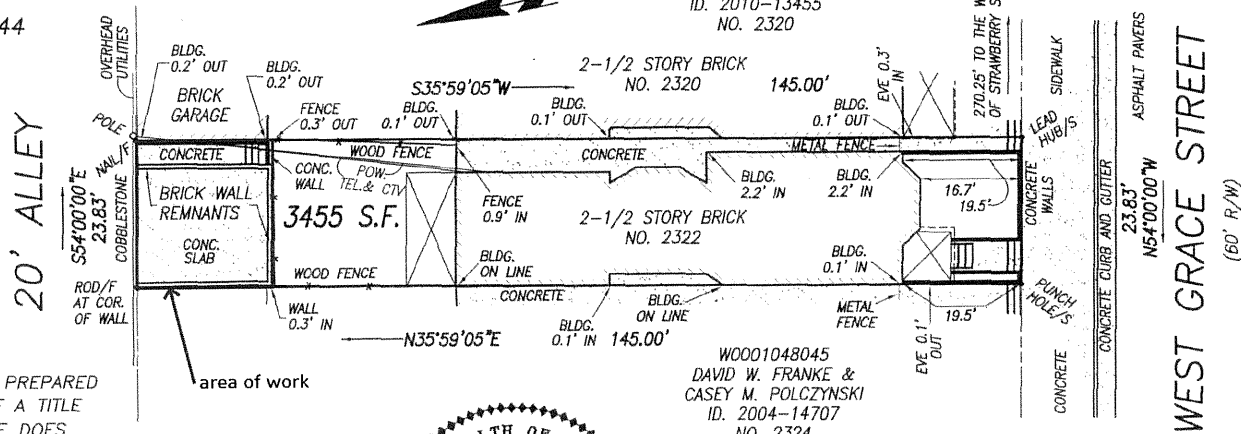 44
20' ALLEY
S54°00'00"E
23.83'
COBBLESTONE
OVERHEAD
UTILITIES
POLE
NAIL/F
BLDG.
0.2' OUT
BRICK
GARAGE
BLDG.
0.2' OUT
FENCE
0.3' OUT
S35°59'05"W
BLDG.
0.1' OUT
2-1/2 STORY BRICK
NO. 2320
145.00'
ID. 2010-13455
NO. 2320
BLDG.
0.1' OUT
BLDG.
0.1' OUT
EVE 0.3'
IN
270.25' TO THE W
OF STRAWBERRY S
LEAD
HUB/S
SIDEWALK
ASPHALT PAVERS
CONCRETE
WOOD FENCE
CONC.
WALL
POW.
TEL.& CTV
CONCRETE
METAL FENCE
BRICK WALL
REMNANTS
CONC.
SLAB
3455 S.F.
FENCE
0.9' IN
2-1/2 STORY BRICK
NO. 2322
BLDG.
2.2' IN
BLDG.
2.2' IN
16.7'
19.5'
CONCRETE
WALLS
N54°00'00"W
23.83'
CONCRETE CURB AND GUTTER
WEST GRACE STREET
(60' R/W)
ROD/F
AT COR.
OF WALL
WOOD FENCE
WALL
0.3' IN
BLDG.
ON LINE
CONCRETE
BLDG.
0.1' IN
BLDG.
ON LINE
BLDG.
0.1' IN
METAL
FENCE
EVE 0.1'
OUT
19.5'
PUNCH
HOLE/S
CONCRETE
N35°59'05"E
145.00'
area of work
W0001048045
DAVID W. FRANKE &
CASEY M. POLCZYNSKI
ID. 2004-14707
NO. 2324
PREPARED
A TITLE
DOES
LTH OF